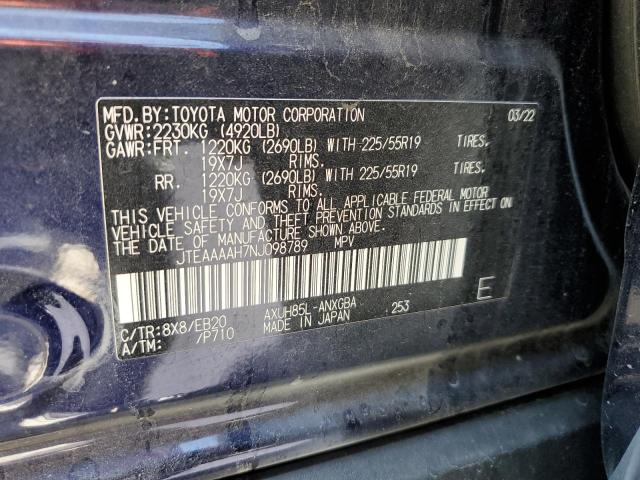 MFD.BY:TOYOTA MOTOR CORPORATION 03/22
GVWR:2230KG (4920LB)
GAWR:FRT. 1220KG (2690LB) WITH 225/55R19 TIRES.
19X7J RIMS.
RR. 1220KG (2690LB) WITH 225/55R19 TIRES.
19X7J RIMS.
THIS VEHICLE CONFORMS TO ALL APPLICABLE FEDERAL MOTOR
VEHICLE SAFETY AND THEFT PREVENTION STANDARDS IN EFFECT ON
THE DATE OF MANUFACTURE SHOWN ABOVE.
JTEAAAAH7NJ098789 MPV
E
C/TR:8X8/EB20 AXUH85L-ANXGBA 253
A/TM: /P710 MADE IN JAPAN